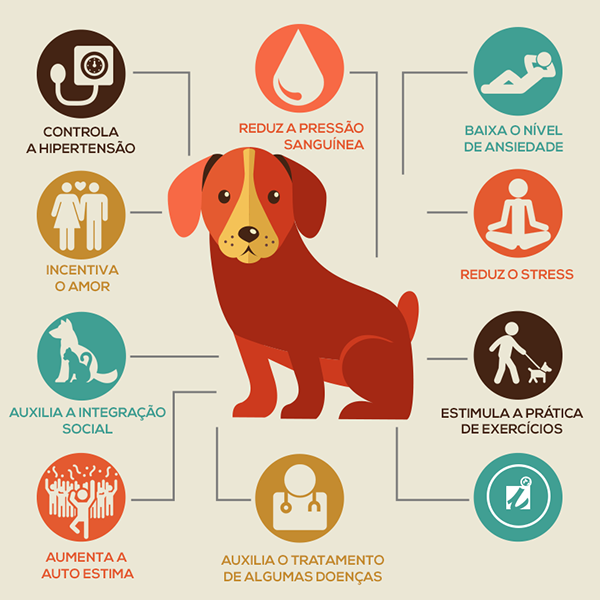 CONTROLA
A HIPERTENSÃO
REDUZ A PRESSÃO
SANGUÍNEA
BAIXA O NÍVEL
DE ANSIEDADE
INCENTIVA
O AMOR
REDUZ O STRESS
AUXILIA A INTEGRAÇÃO
SOCIAL
ESTIMULA A PRÁTICA
DE EXERCÍCIOS
AUMENTA A
AUTO ESTIMA
AUXILIA O TRATAMENTO
DE ALGUMAS DOENÇAS